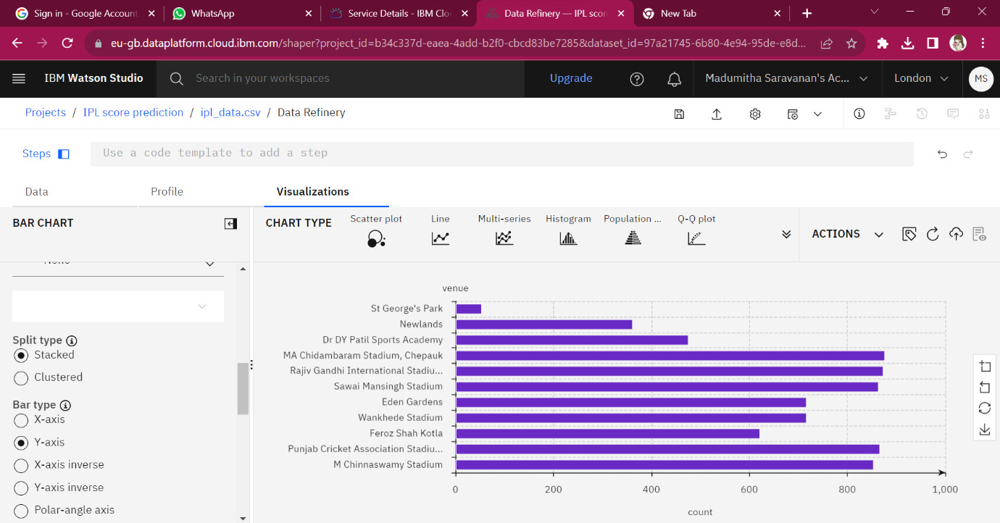 Sign in - Google Account
WhatsApp
Service Details - IBM Clo
Data Refinery — IPL scor
New Tab
eu-gb.dataplatform.cloud.ibm.com/shaper?project_id=b34c337d-eaea-4add-b2f0-cbcd83be7285&dataset_id=97a21745-6b80-4e94-95de-e8d...
IBM Watson Studio
Search in your workspaces
Upgrade
Madumitha Saravanan's Ac...
London
MS
Projects / IPL score prediction / ipl_data.csv / Data Refinery
Steps
Use a code template to add a step
Data
Profile
Visualizations
BAR CHART
CHART TYPE
Scatter plot
Line
Multi-series
Histogram
Population ...
Q-Q plot
ACTIONS
Split type
Stacked
Clustered
Bar type
X-axis
Y-axis
X-axis inverse
Y-axis inverse
Polar-angle axis
venue
St George's Park
Newlands
Dr DY Patil Sports Academy
MA Chidambaram Stadium, Chepauk
Rajiv Gandhi International Stadiu...
Sawai Mansingh Stadium
Eden Gardens
Wankhede Stadium
Feroz Shah Kotla
Punjab Cricket Association Stadiu...
M Chinnaswamy Stadium
0 200 400 600 800 1,000
count